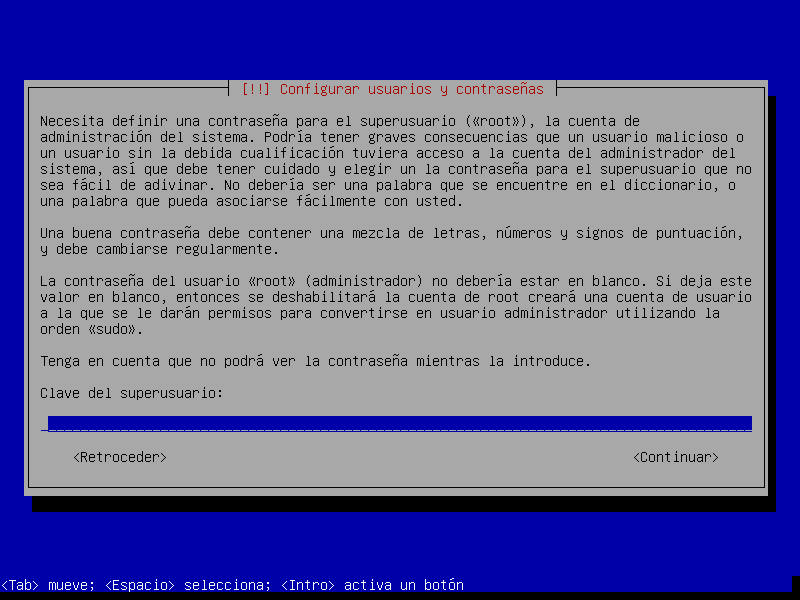 [!!] Configurar usuarios y contraseñas
Necesita definir una contraseña para el superusuario («root»), la cuenta de
administración del sistema. Podría tener graves consecuencias que un usuario malicioso o
un usuario sin la debida cualificación tuviera acceso a la cuenta del administrador del
sistema, así que debe tener cuidado y elegir un la contraseña para el superusuario que no
sea fácil de adivinar. No debería ser una palabra que se encuentre en el diccionario, o
una palabra que pueda asociarse fácilmente con usted.
Una buena contraseña debe contener una mezcla de letras, números y signos de puntuación,
y debe cambiarse regularmente.
La contraseña del usuario «root» (administrador) no debería estar en blanco. Si deja este
valor en blanco, entonces se deshabilitará la cuenta de root creará una cuenta de usuario
a la que se le darán permisos para convertirse en usuario administrador utilizando la
orden «sudo».
Tenga en cuenta que no podrá ver la contraseña mientras la introduce.
Clave del superusuario:
<Retroceder> <Continuar>
<Tab> mueve; <Espacio> selecciona; <Intro> activa un botón